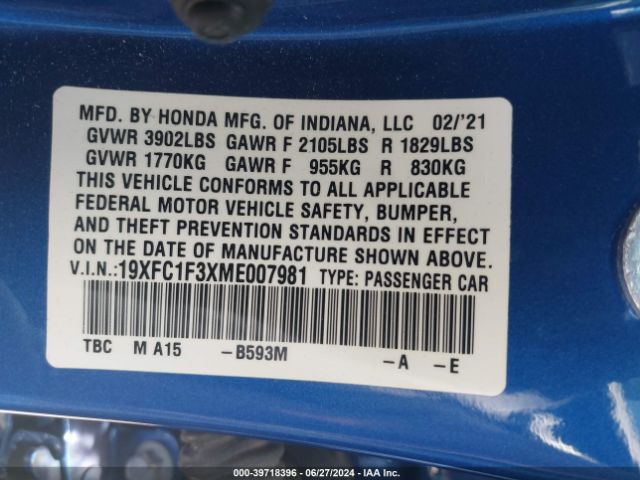 MFD. BY HONDA MFG. OF INDIANA, LLC 02/'21
GVWR 3902LBS GAWR F 2105LBS R 1829LBS
GVWR 1770KG GAWR F 955KG R 830KG
THIS VEHICLE CONFORMS TO ALL APPLICABLE
FEDERAL MOTOR VEHICLE SAFETY, BUMPER,
AND THEFT PREVENTION STANDARDS IN EFFECT
ON THE DATE OF MANUFACTURE SHOWN ABOVE.
V.I.N.:19XFC1F3XME007981 TYPE: PASSENGER CAR
TBC M A15 -B593M -A -E
000-39718396 - 06/27/2024 - IAA Inc.